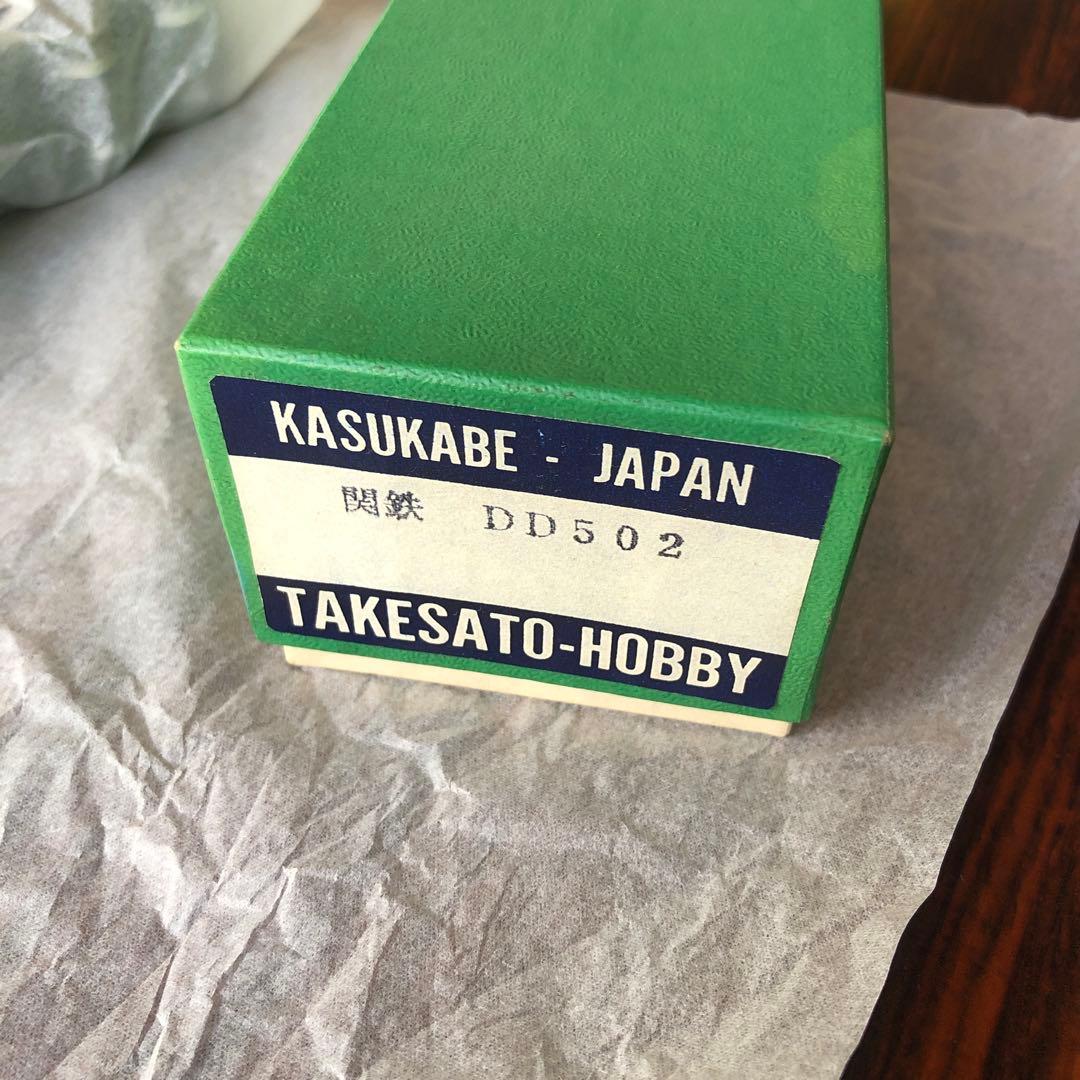 KASUKABE - JAPAN
関鉄 DD502
TAKESATO-HOBBY